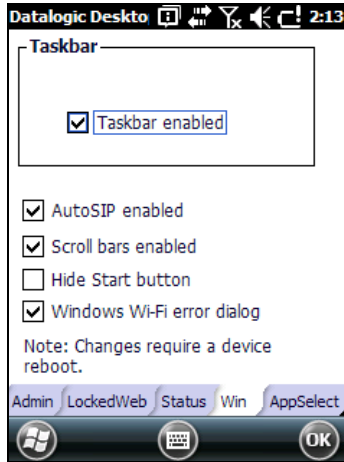 Datalogic Deskto 2:13
Taskbar
Taskbar enabled
AutoSIP enabled
Scroll bars enabled
Hide Start button
Windows Wi-Fi error dialog
Note: Changes require a device
reboot.
Admin LockedWeb Status Win AppSelect
OK